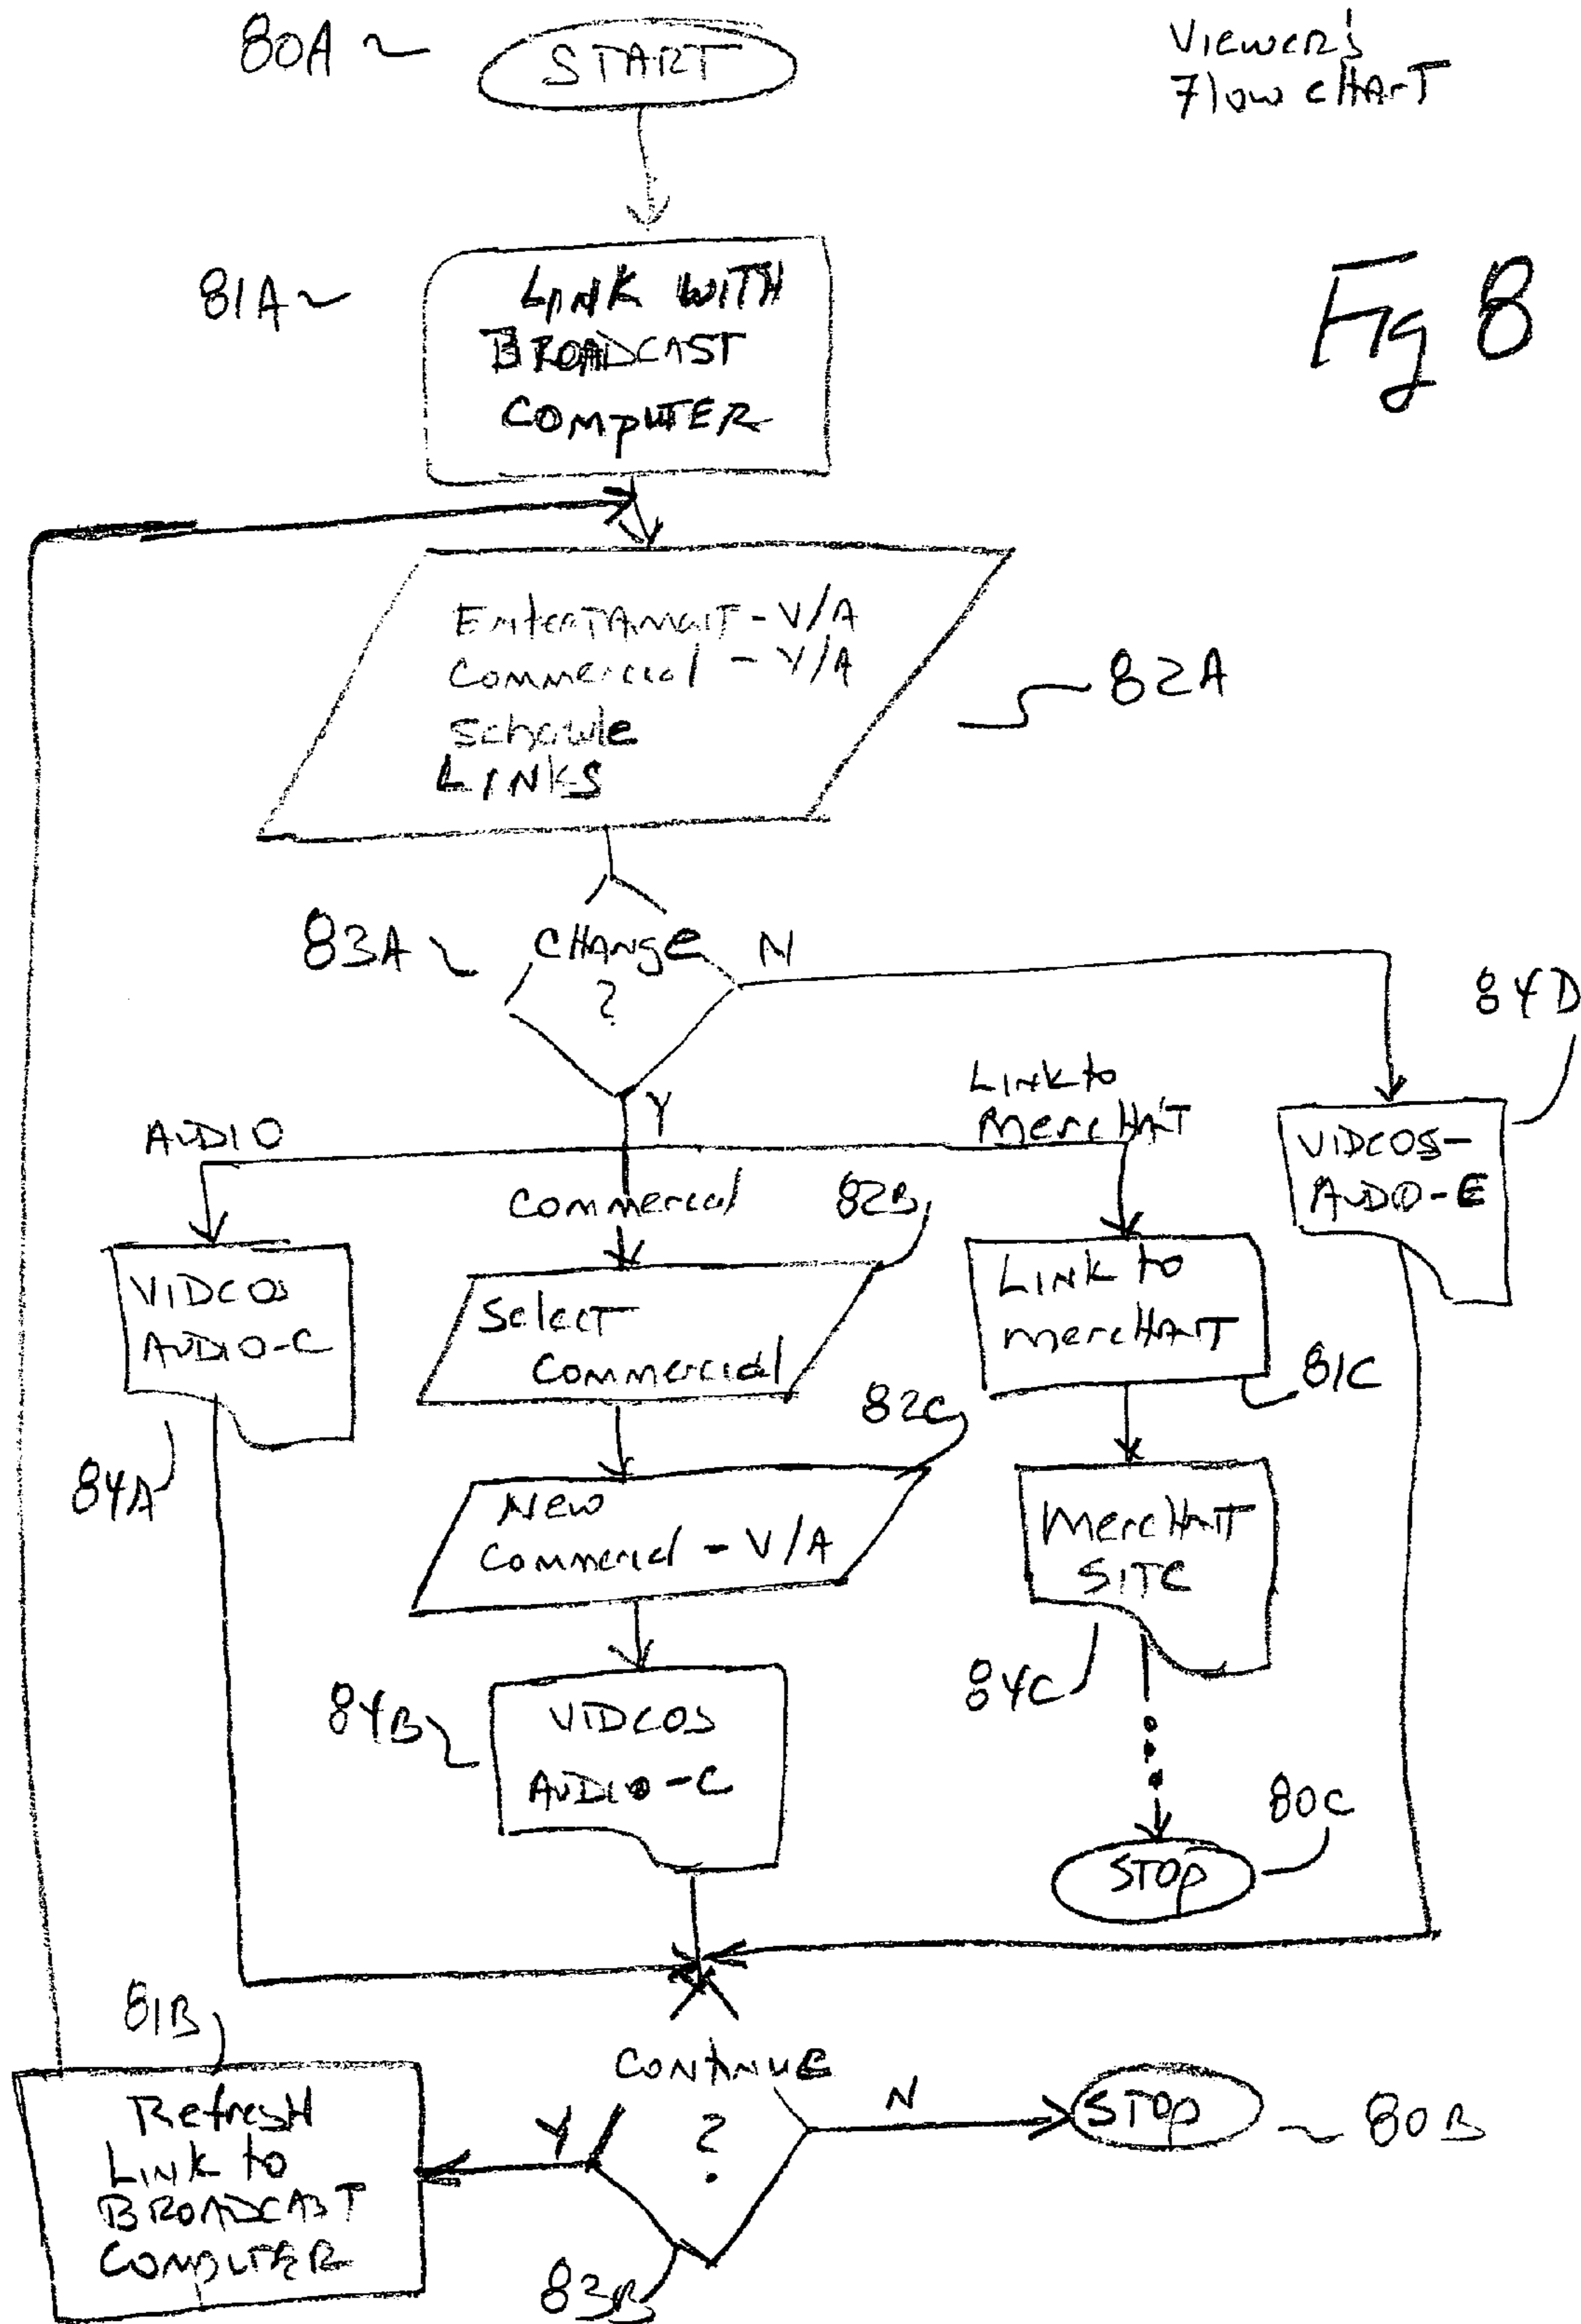 80A
START
VIEWER'S
Flow CHART
81A
LINK WITH
BROADCAST
COMPUTER
Fig 8
EntertAinmeNT - V/A
Commercial - V/A
Schedule
LINKS
82A
83A
CHANge
?
N
84D
Y
AUDIO
Link to
MercHANT
VIDEOS-
AUDIO-E
Commercial
82B
VIDEOS
AUDIO-C
Select
Commercial
Link to
mercHANT
81C
84A
82C
New
Commercial - V/A
MercHANT
SITE
84C
84B
VIDEOS
AUDIO-C
80C
STOP
81B
CONTINUE
?
Y
N
STOP
80B
RefresH
Link to
BROADCAST
COMPUTER
83B